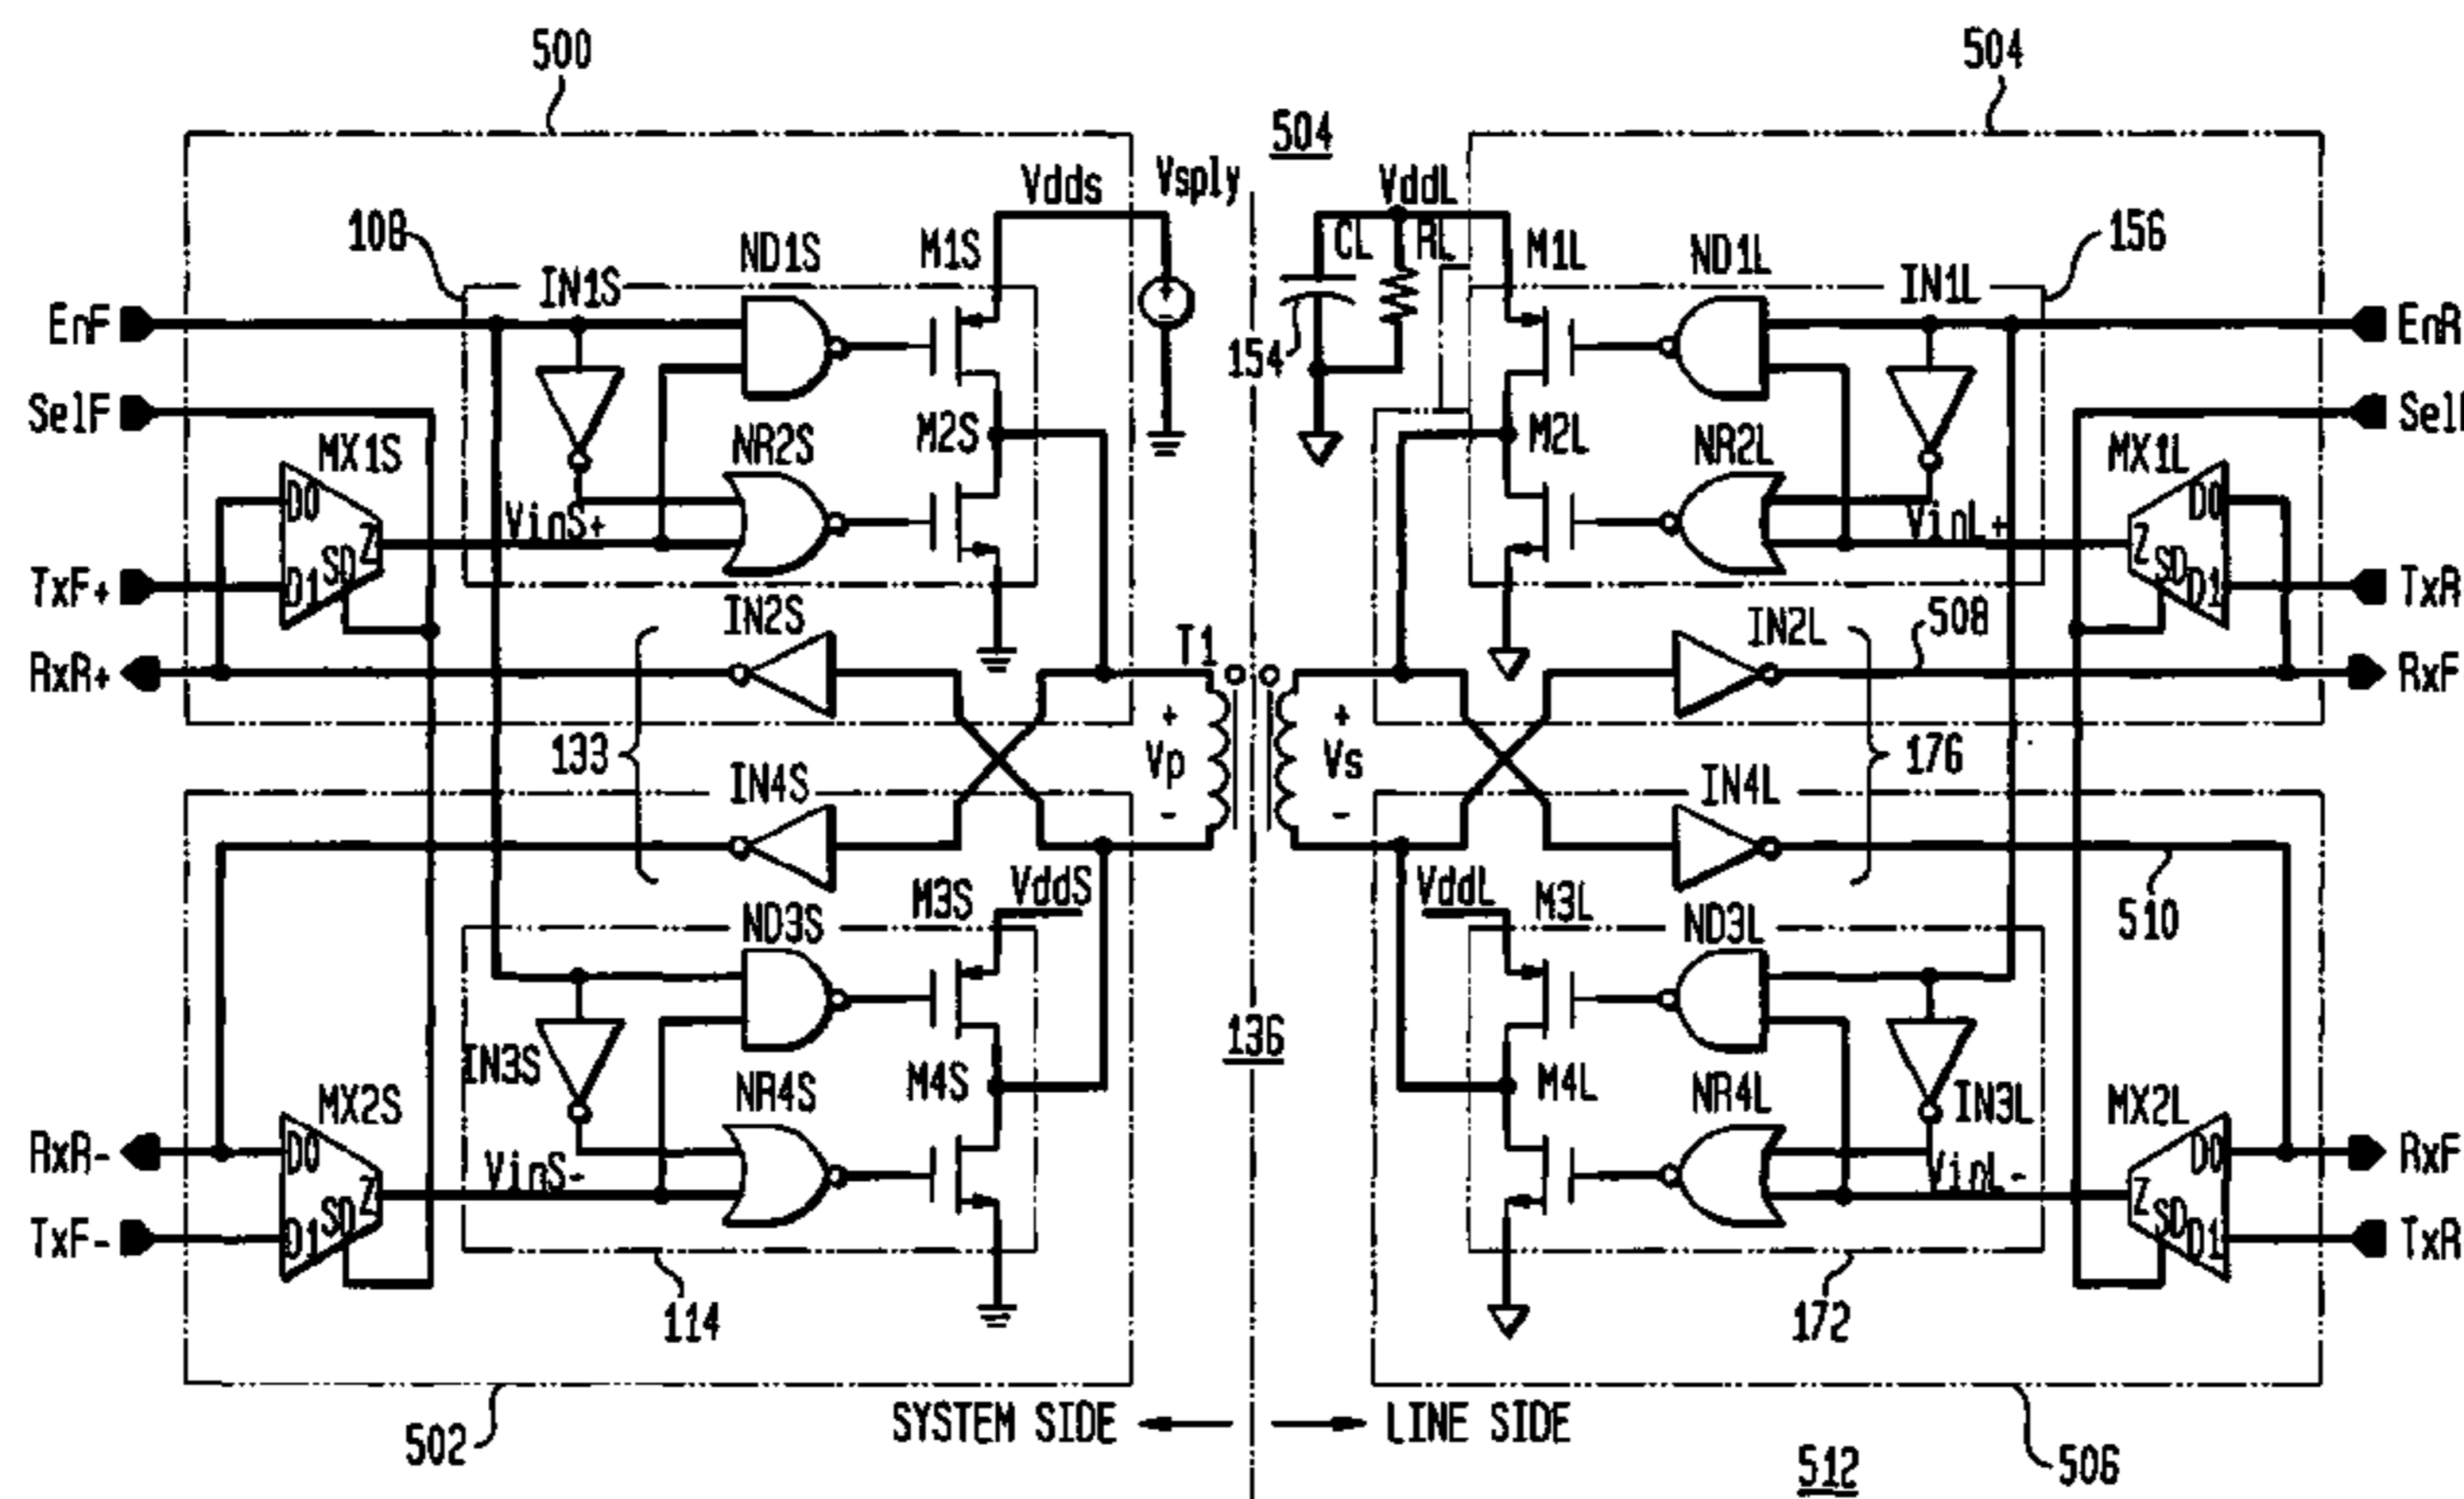 500
504
504
Vdds
Vsply
VddL
108
IN1S
ND1S
M1S
CL
RL
M1L
ND1L
IN1L
156
EnF
EnR
154
SelF
MX1S
NR2S
M2S
M2L
NR2L
MX1L
D0
VinS+
VinL+
D0
Z
SD
Z
SD
TxF+
D1
D1
TxR
IN2S
IN2L
508
RxR+
T1
RxF
+
+
133
Vp
Vs
176
IN4S
-
-
IN4L
VddS
VddL
M3S
M3L
510
ND3S
ND3L
136
IN3S
M4S
M4L
IN3L
MX2S
NR4S
NR4L
MX2L
RxR-
D0
VinS-
VinL-
D0
RxF
Z
SD
Z
SD
TxF-
D1
D1
TxR
114
172
502
SYSTEM SIDE
LINE SIDE
512
506